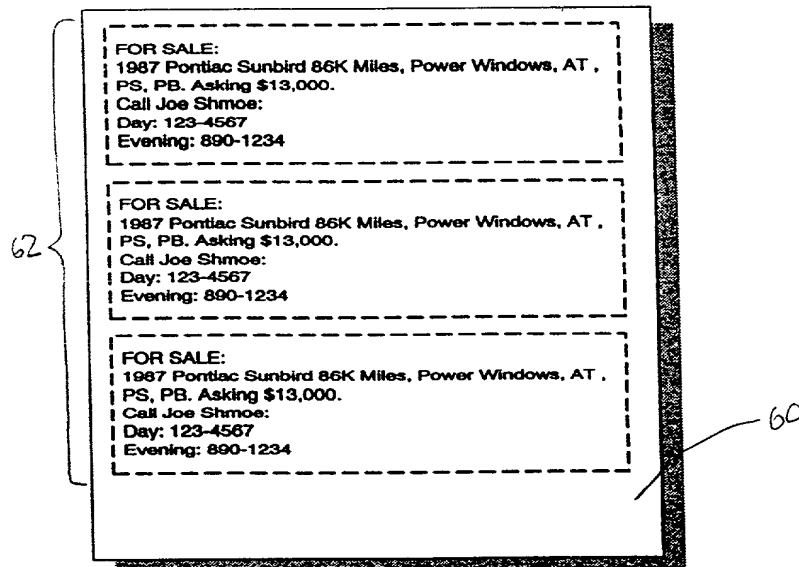 FOR SALE:
1987 Pontiac Sunbird 86K Miles, Power Windows, AT ,
PS, PB. Asking $13,000.
Call Joe Shmoe:
Day: 123-4567
Evening: 890-1234
FOR SALE:
1987 Pontiac Sunbird 86K Miles, Power Windows, AT ,
PS, PB. Asking $13,000.
Call Joe Shmoe:
Day: 123-4567
Evening: 890-1234
62
FOR SALE:
1987 Pontiac Sunbird 86K Miles, Power Windows, AT ,
PS, PB. Asking $13,000.
Call Joe Shmoe:
Day: 123-4567
Evening: 890-1234
60